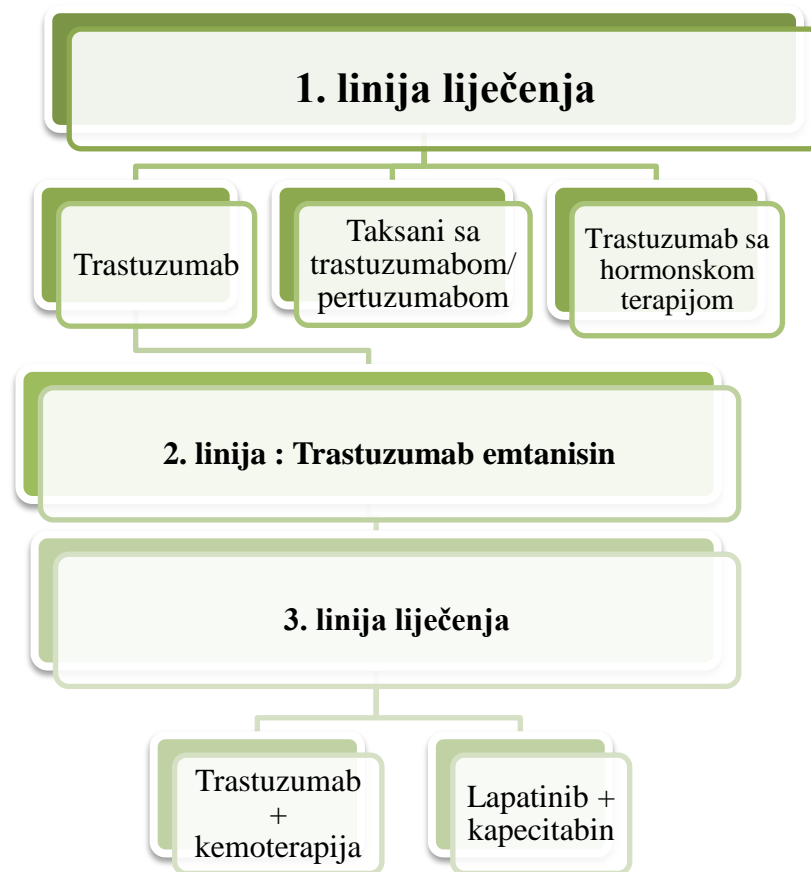 1. linija liječenja
Trastuzumab
Taksani sa
trastuzumabom/
pertuzumabom
Trastuzumab sa
hormonskom
terapijom
2. linija : Trastuzumab emtanisin
3. linija liječenja
Trastuzumab
+
kemoterapija
Lapatinib +
kapecitabin